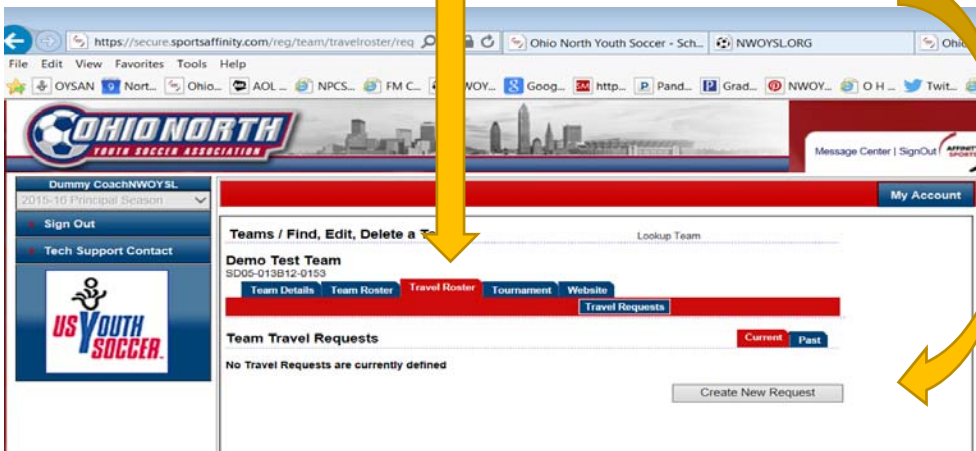 https://secure.sportsaffinity.com/reg/team/travelroster/req
Ohio North Youth Soccer - Sch...
NWOYSL.ORG
File Edit View Favorites Tools Help
OYSAN Nort... Ohio... AOL ... NPCS... FM C... Goog... http... Pand... Grad... NWOY... O H ... Twit...
OHIO NORTH
YOUTH SOCCER ASSOCIATION
Message Center | SignOut
Dummy CoachNWOYSL
2015-16 Principal Season
My Account
Sign Out
Tech Support Contact
US YOUTH SOCCER.
Teams / Find, Edit, Delete a
Lookup Team
Demo Test Team
SD05-013B12-0153
Team Details Team Roster Travel Roster Tournament Website
Travel Requests
Team Travel Requests
Current Past
No Travel Requests are currently defined
Create New Request